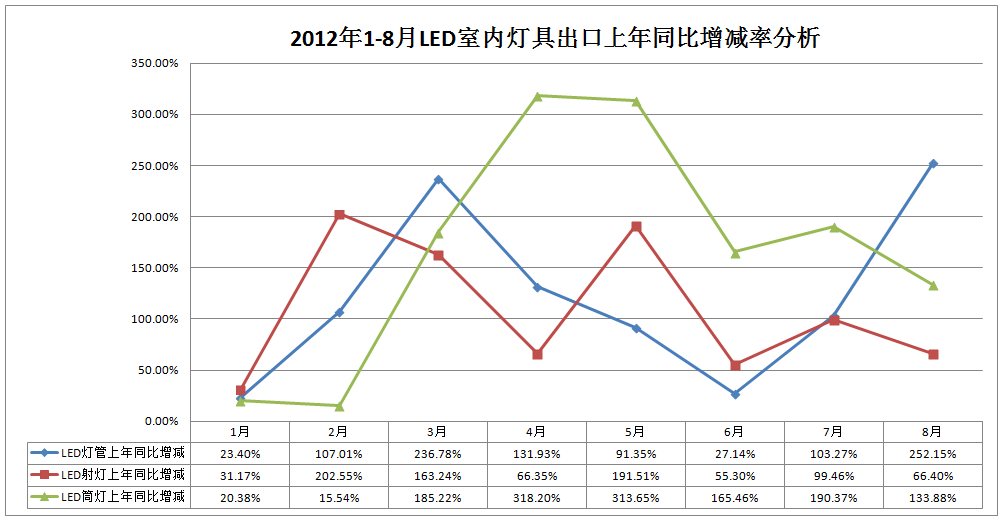 2012年1-8月LED室内灯具出口上年同比增减率分析
350.00%
300.00%
250.00%
200.00%
150.00%
100.00%
50.00%
0.00%
1月 2月 3月 4月 5月 6月 7月 8月
LED灯管上年同比增减 23.40% 107.01% 236.78% 131.93% 91.35% 27.14% 103.27% 252.15%
LED射灯上年同比增减 31.17% 202.55% 163.24% 66.35% 191.51% 55.30% 99.46% 66.40%
LED筒灯上年同比增减 20.38% 15.54% 185.22% 318.20% 313.65% 165.46% 190.37% 133.88%